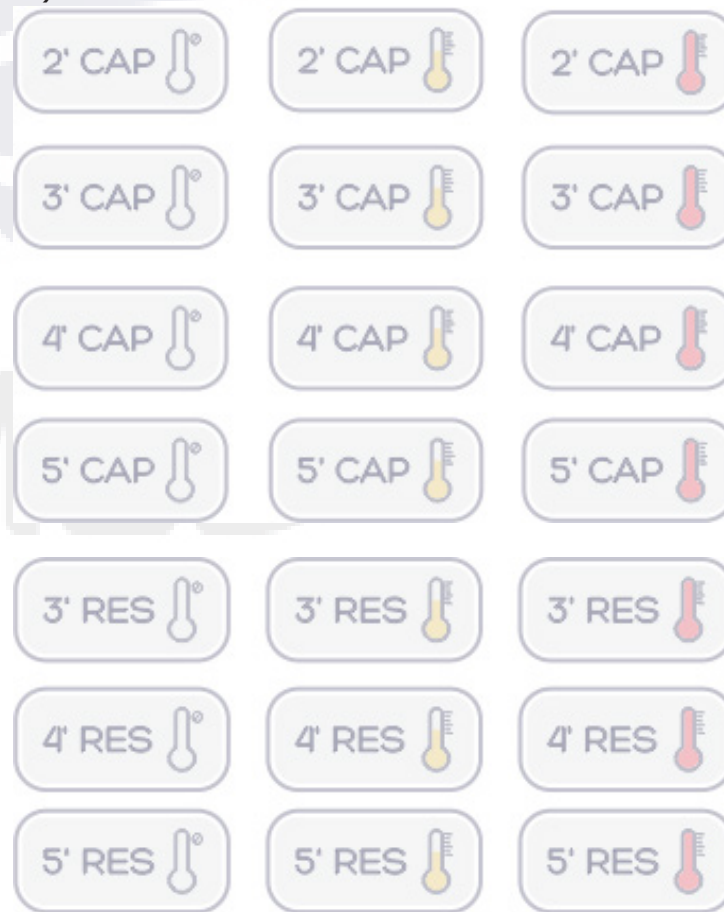 2' CAP 2' CAP 2' CAP
3' CAP 3' CAP 3' CAP
4' CAP 4' CAP 4' CAP
5' CAP 5' CAP 5' CAP
3' RES 3' RES 3' RES
4' RES 4' RES 4' RES
5' RES 5' RES 5' RES